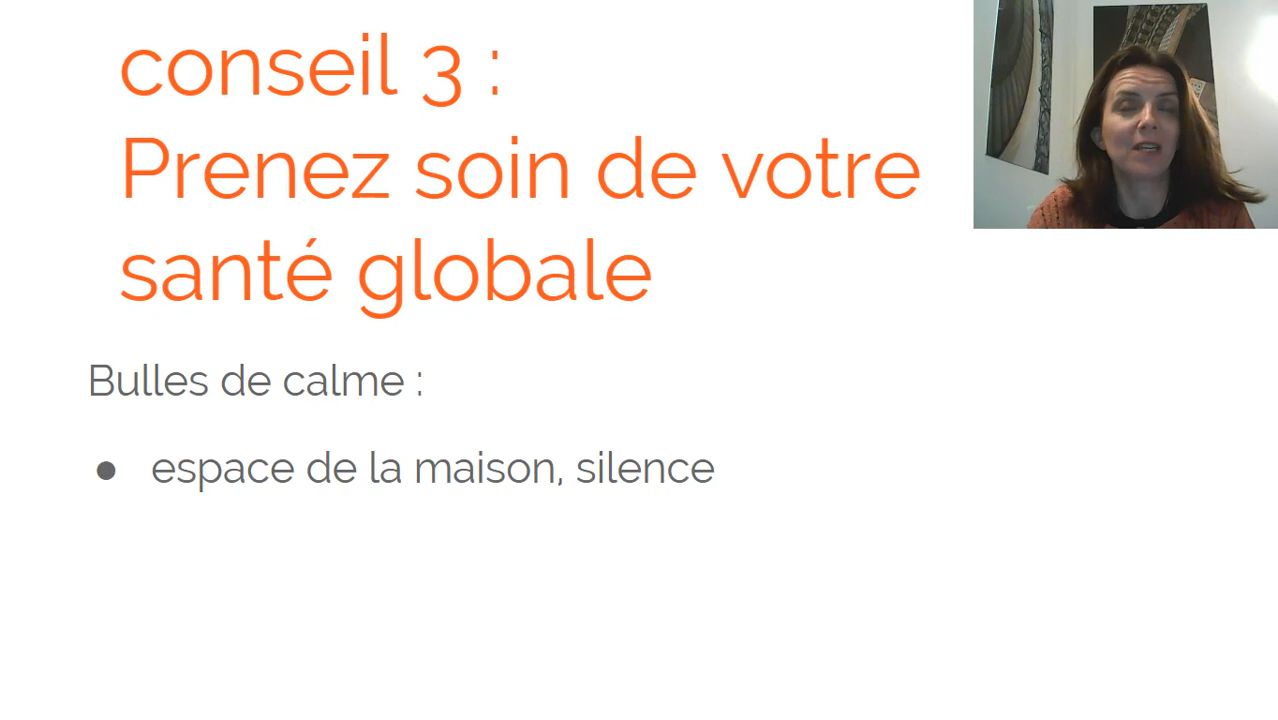 conseil 3 :
Prenez soin de votre
santé globale
Bulles de calme :
● espace de la maison, silence